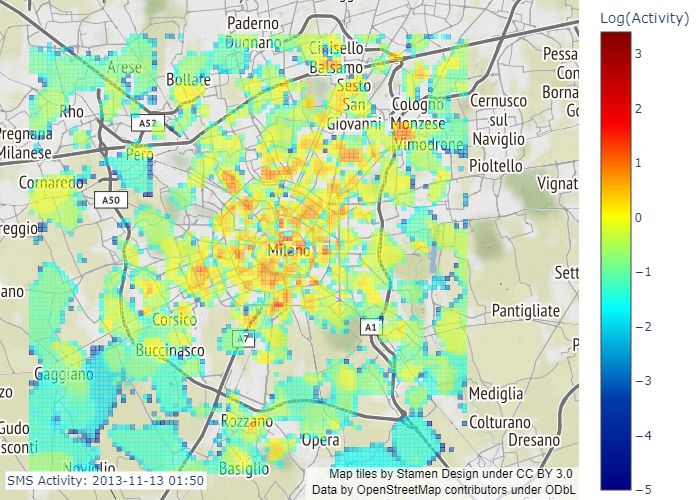 Log(Activity)
Paderno
Dugnano
Cinisello
Balsamo
Arese
Bollate
Sesto
San
Giovanni
Cologno
Monzese
Pessa
Con
Borna
Go
Rho
A52
Cernusco
sul
Naviglio
Pregnana
Milanese
Pero
Vimodrone
Pioltello
Cornaredo
A50
Vignat
reggio
Milano
Sett
ano
Pantigliate
Corsico
A7
A1
Buccinasco
P
Gaggiano
zo
Mediglia
Rozzano
Colturano
Gudo
sconti
Opera
Dresano
Noviglio
Basiglio
SMS Activity: 2013-11-13 01:50
Map tiles by Stamen Design under CC BY 3.0
Data by OpenStreetMap contributors under ODbL
3
2
1
0
−1
−2
−3
−4
−5